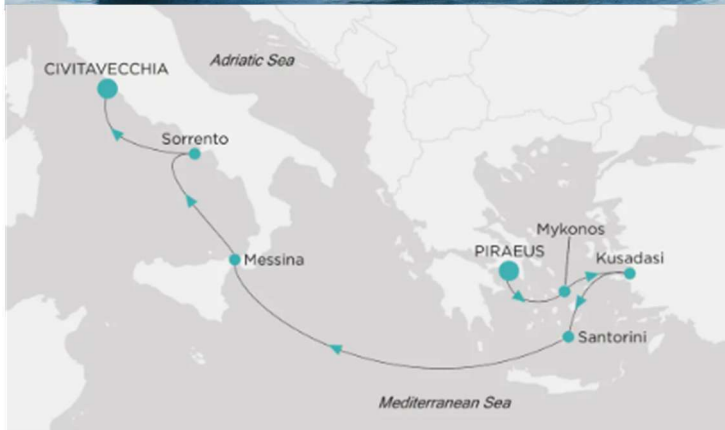 Adriatic Sea
CIVITAVECCHIA
Sorrento
Mykonos
PIRAEUS
Kusadasi
Messina
Santorini
Mediterranean Sea